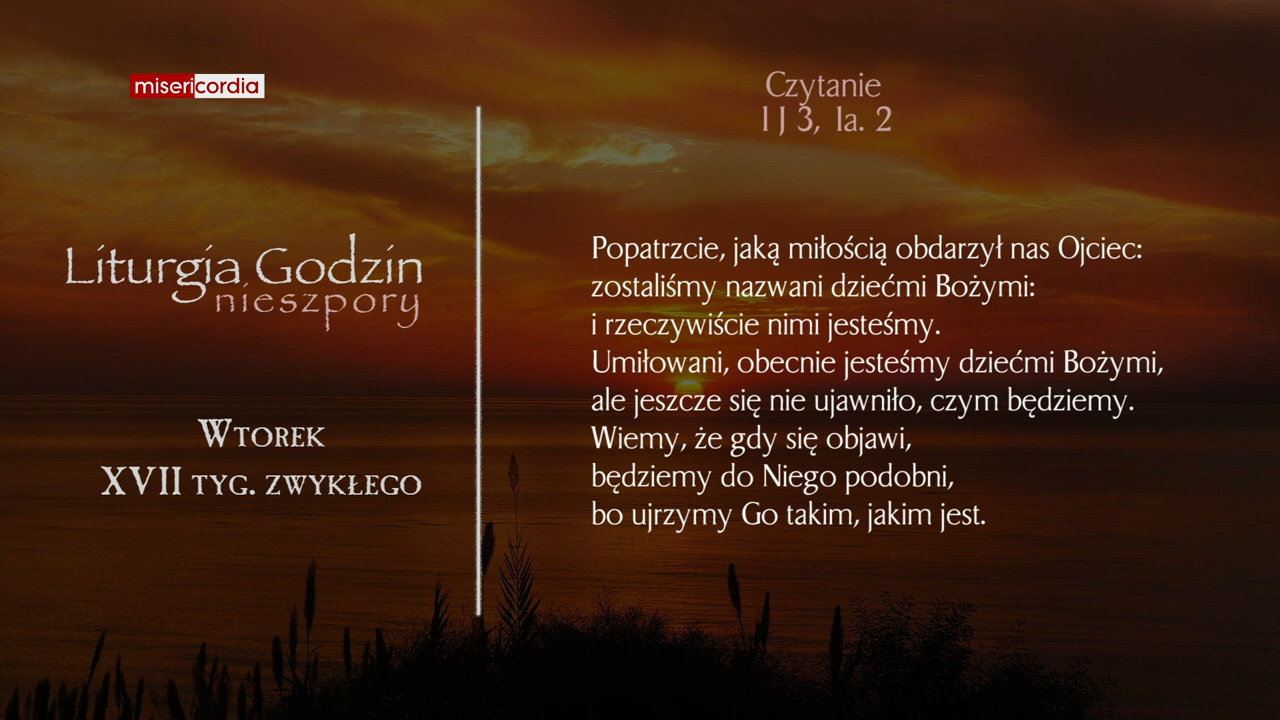 misericordia
Liturgia Godzin
nieszpory
Wtorek
XVII tyg. zwykłego
Czytanie
1 J 3, 1a. 2
Popatrzcie, jaką miłością obdarzył nas Ojciec:
zostaliśmy nazwani dziećmi Bożymi:
i rzeczywiście nimi jesteśmy.
Umiłowani, obecnie jesteśmy dziećmi Bożymi,
ale jeszcze się nie ujawniło, czym będziemy.
Wiemy, że gdy się objawi,
będziemy do Niego podobni,
bo ujrzymy Go takim, jakim jest.